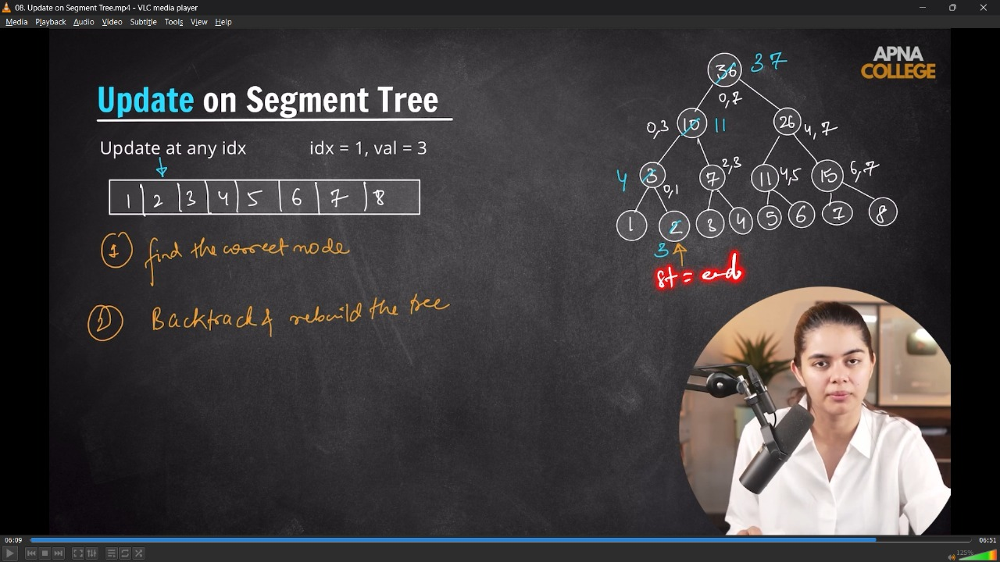 08. Update on Segment Tree.mp4 - VLC media player
Media Playback Audio Video Subtitle Tools View Help
APNA
COLLEGE
Update on Segment Tree
Update at any idx idx = 1, val = 3
1 2 3 4 5 6 7 8
1 find the correct node
2 Backtrack & rebuild the tree
36 37
0,7
0,3 10 11 26 4,7
4 3 0,1 7 2,3 11 4,5 15 6,7
1 2 3 4 5 6 7 8
3
st = end
06:09 06:51
125%